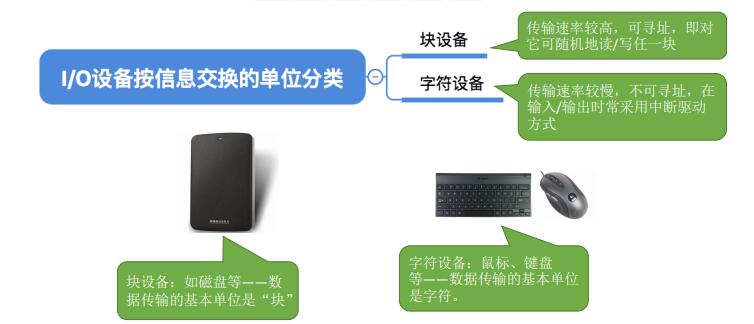 I/O设备按信息交换的单位分类
块设备
传输速率较高，可寻址，即对
它可随机地读/写任一块
字符设备
传输速率较慢，不可寻址，在
输入/输出时常采用中断驱动
方式
块设备：如磁盘等——数
据传输的基本单位是“块”
字符设备：鼠标、键盘
等——数据传输的基本单位
是字符。